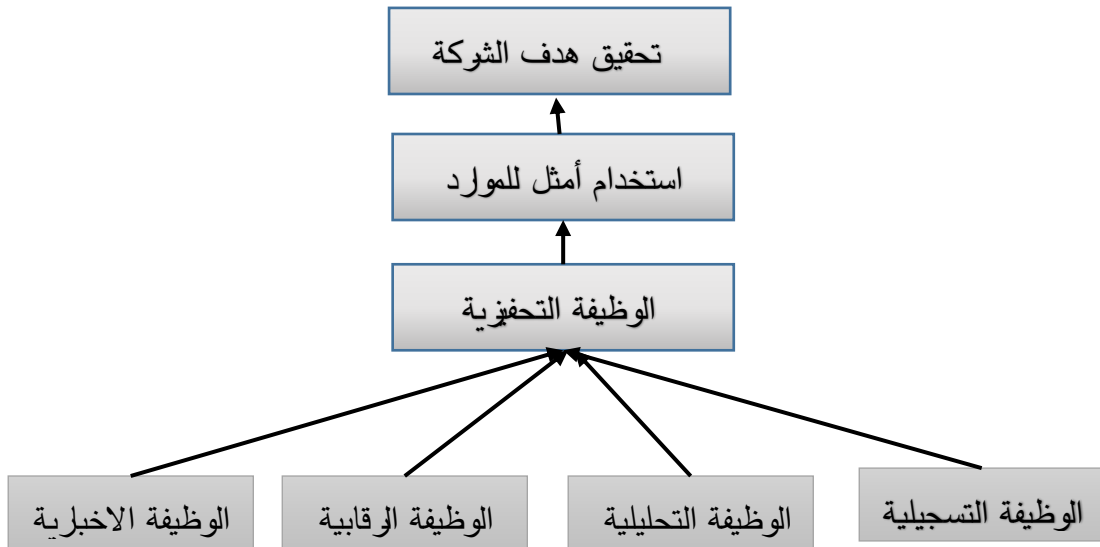 تحقيق هدف الشركة
استخدام أمثل للموارد
الوظيفة التحفيزية
الوظيفة التسجيلية
الوظيفة التحليلية
الوظيفة الرقابية
الوظيفة الاخبارية